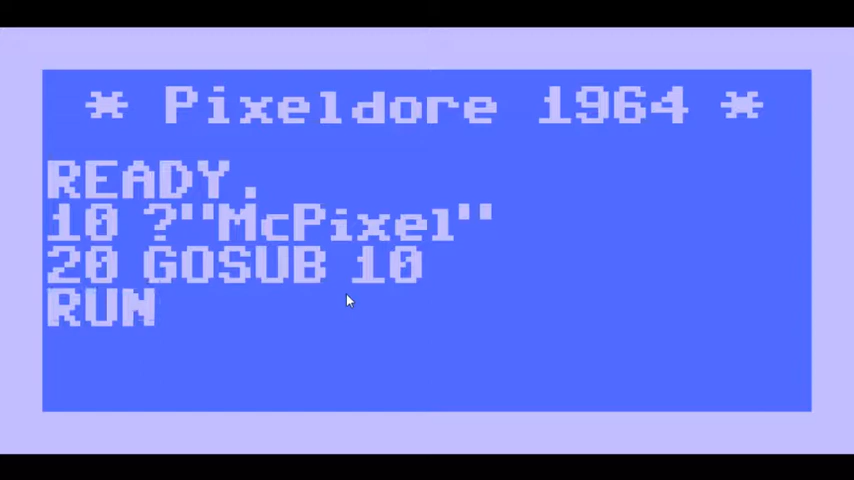 * Pixeldore 1964 *
READY.
10 ?"McPixel"
20 GOSUB 10
RUN